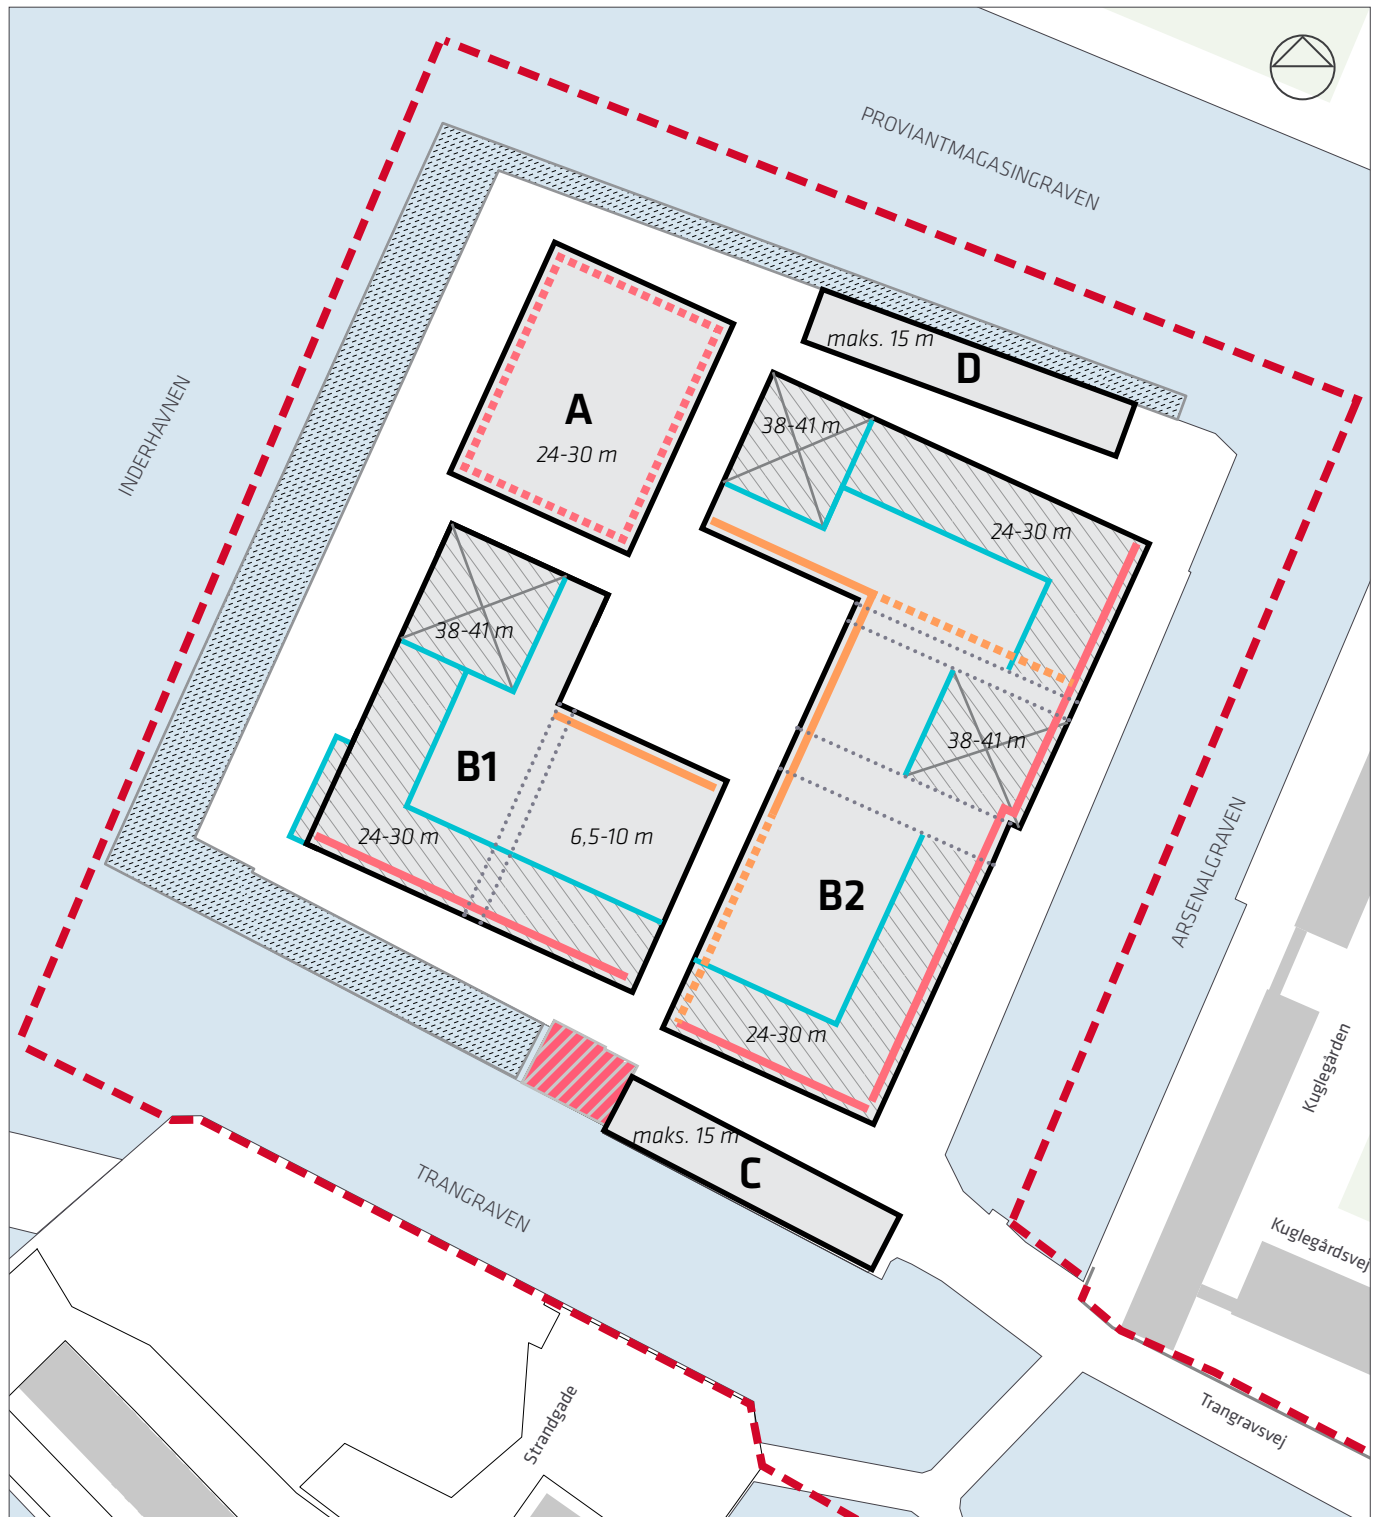 PROVIANTMAGASINGRAVEN
INDERHAVNEN
maks. 15 m
D
A
24-30 m
38-41 m
24-30 m
38-41 m
38-41 m
B1
24-30 m
6,5-10 m
B2
24-30 m
ARSENALGRAVEN
Kuglegården
maks. 15 m
C
TRANGRAVEN
Kuglegårdsvej
Strandgade
Trangravsvej